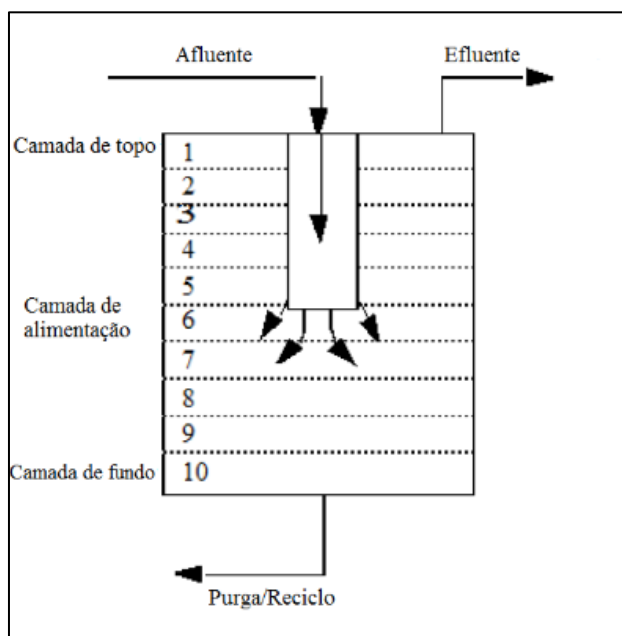 Afluente
Efluente
Camada de topo
1
2
3
4
5
Camada de
alimentação
6
7
8
9
Camada de fundo
10
Purga/Reciclo